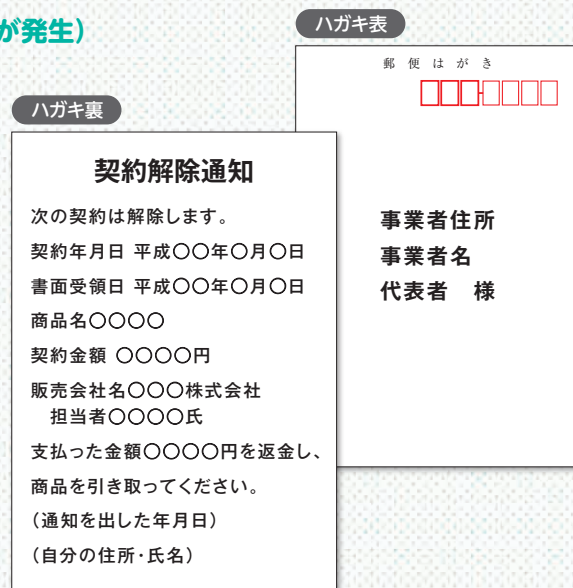 が発生）
ハガキ表
郵便はがき
事業者住所
事業者名
代表者　様
ハガキ裏
契約解除通知
次の契約は解除します。
契約年月日 平成〇〇年〇月〇日
書面受領日 平成〇〇年〇月〇日
商品名〇〇〇〇
契約金額 〇〇〇〇円
販売会社名〇〇〇株式会社
担当者〇〇〇〇氏
支払った金額〇〇〇〇円を返金し、
商品を引き取ってください。
（通知を出した年月日）
（自分の住所・氏名）